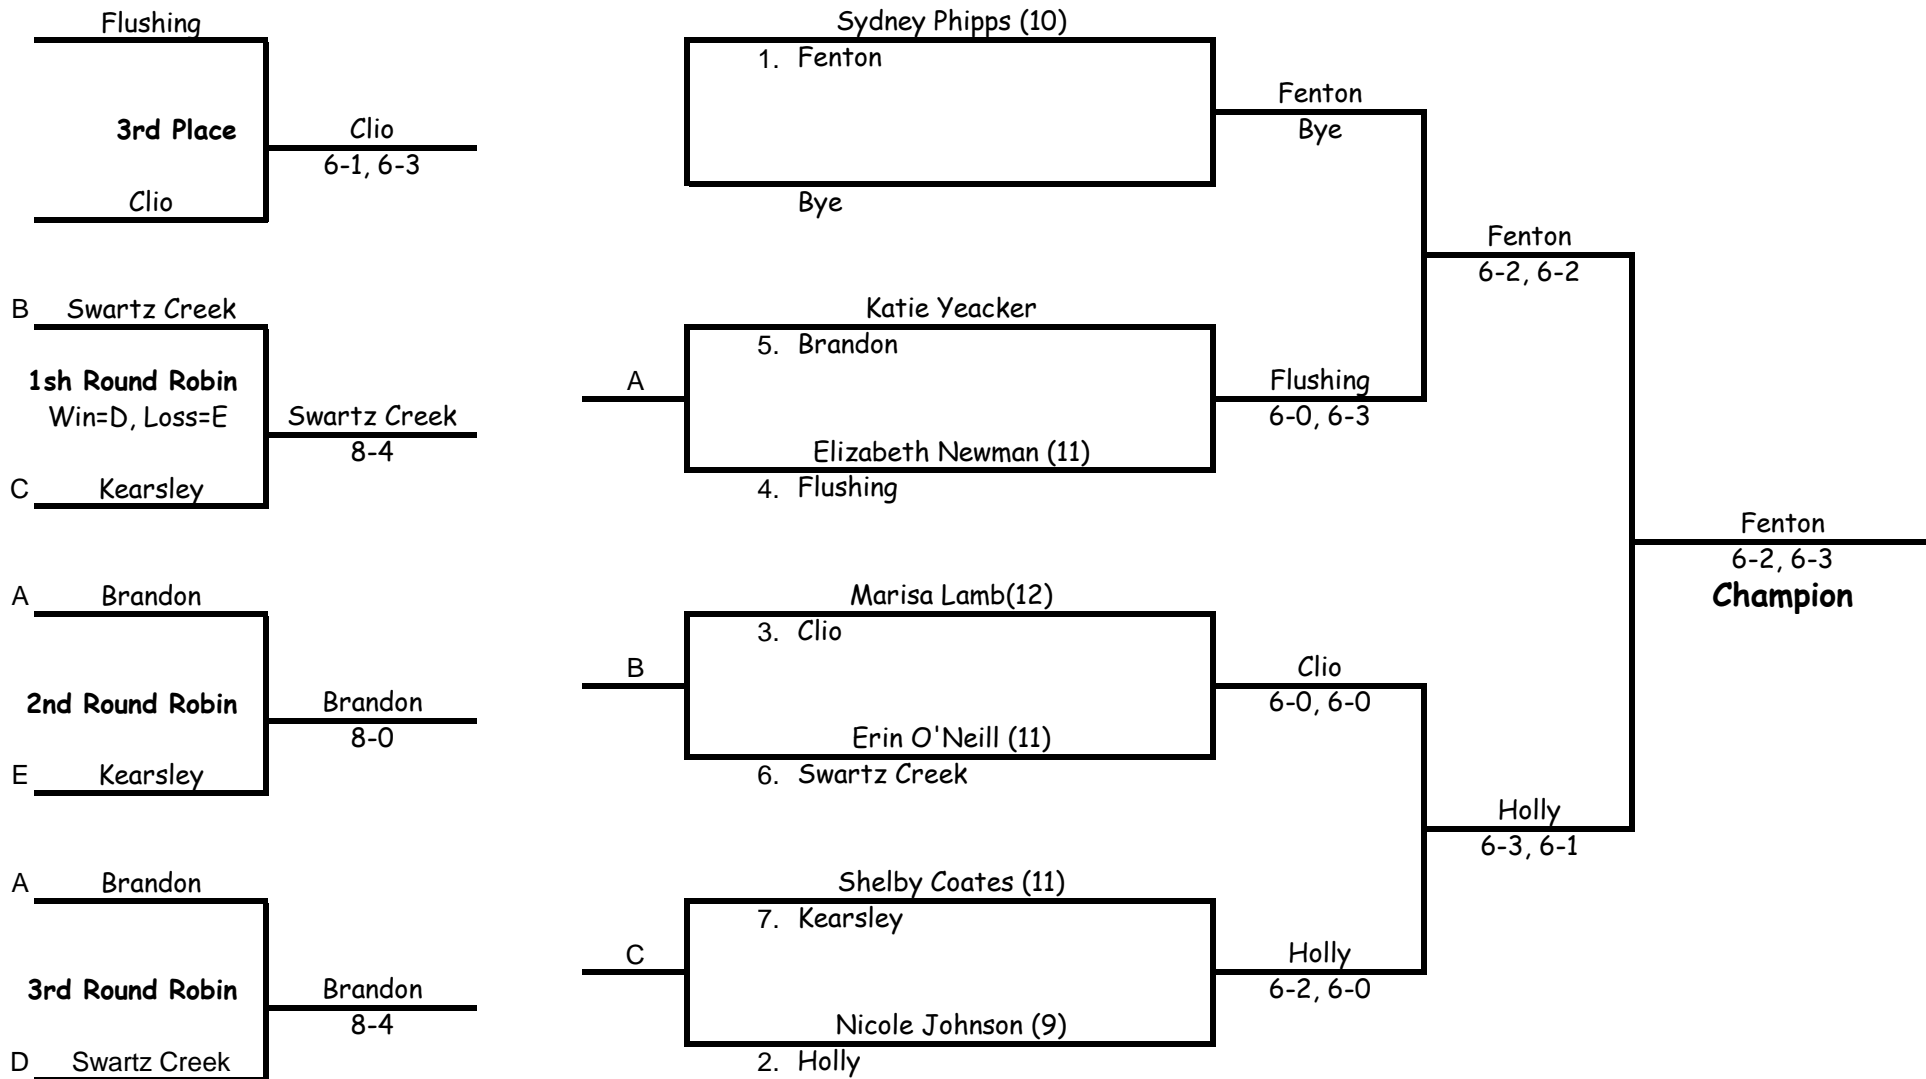 Flushing
3rd Place
Clio
6-1, 6-3
Clio
B Swartz Creek
1sh Round Robin
Win=D, Loss=E
Swartz Creek
8-4
C Kearsley
A Brandon
2nd Round Robin
Brandon
8-0
E Kearsley
A Brandon
3rd Round Robin
Brandon
8-4
D Swartz Creek
Sydney Phipps (10)
1. Fenton
Bye
A
Katie Yeacker
5. Brandon
Elizabeth Newman (11)
4. Flushing
B
Marisa Lamb(12)
3. Clio
Erin O'Neill (11)
6. Swartz Creek
C
Shelby Coates (11)
7. Kearsley
Nicole Johnson (9)
2. Holly
Fenton
Bye
Flushing
6-0, 6-3
Clio
6-0, 6-0
Holly
6-2, 6-0
Fenton
6-2, 6-2
Holly
6-3, 6-1
Fenton
6-2, 6-3
Champion